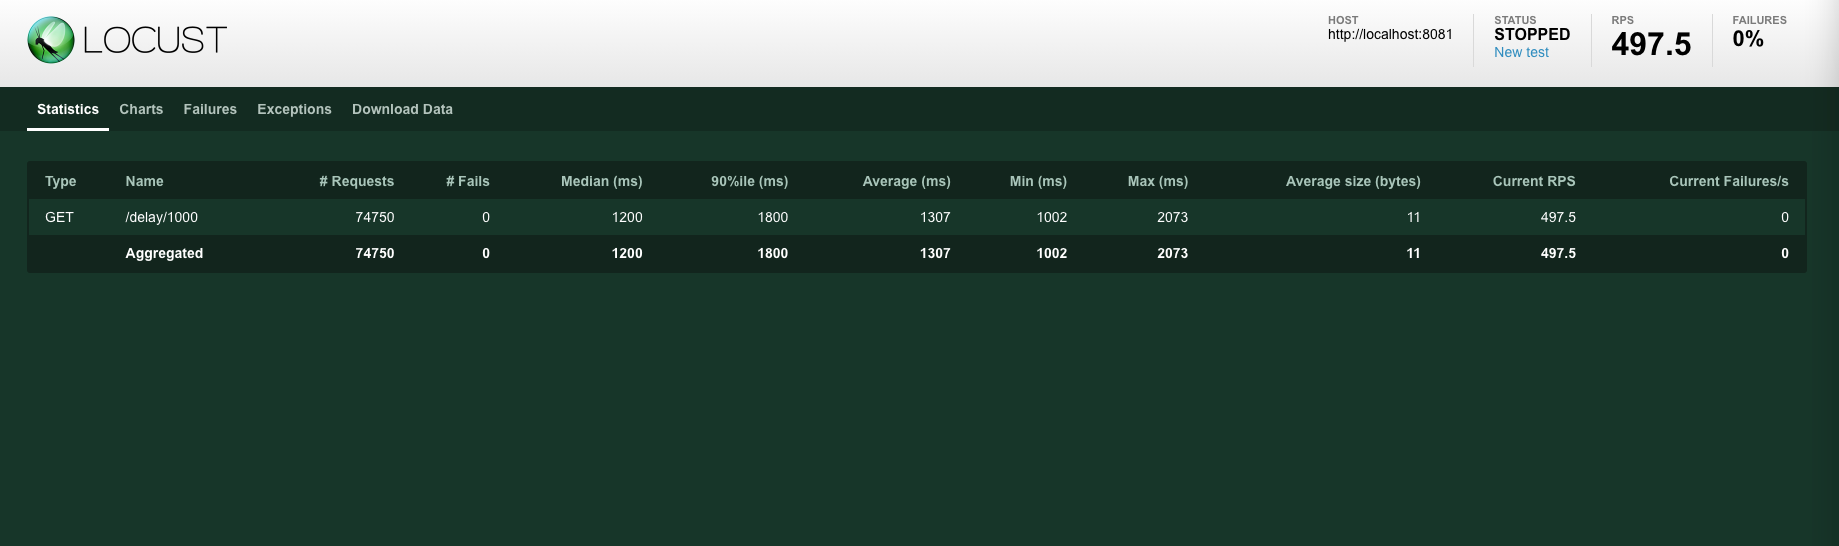 LOCUST
HOST
http://localhost:8081
STATUS
STOPPED
New test
RPS
497.5
FAILURES
0%
Statistics Charts Failures Exceptions Download Data
Type Name # Requests # Fails Median (ms) 90%ile (ms) Average (ms) Min (ms) Max (ms) Average size (bytes) Current RPS Current Failures/s
GET /delay/1000 74750 0 1200 1800 1307 1002 2073 11 497.5 0
Aggregated 74750 0 1200 1800 1307 1002 2073 11 497.5 0